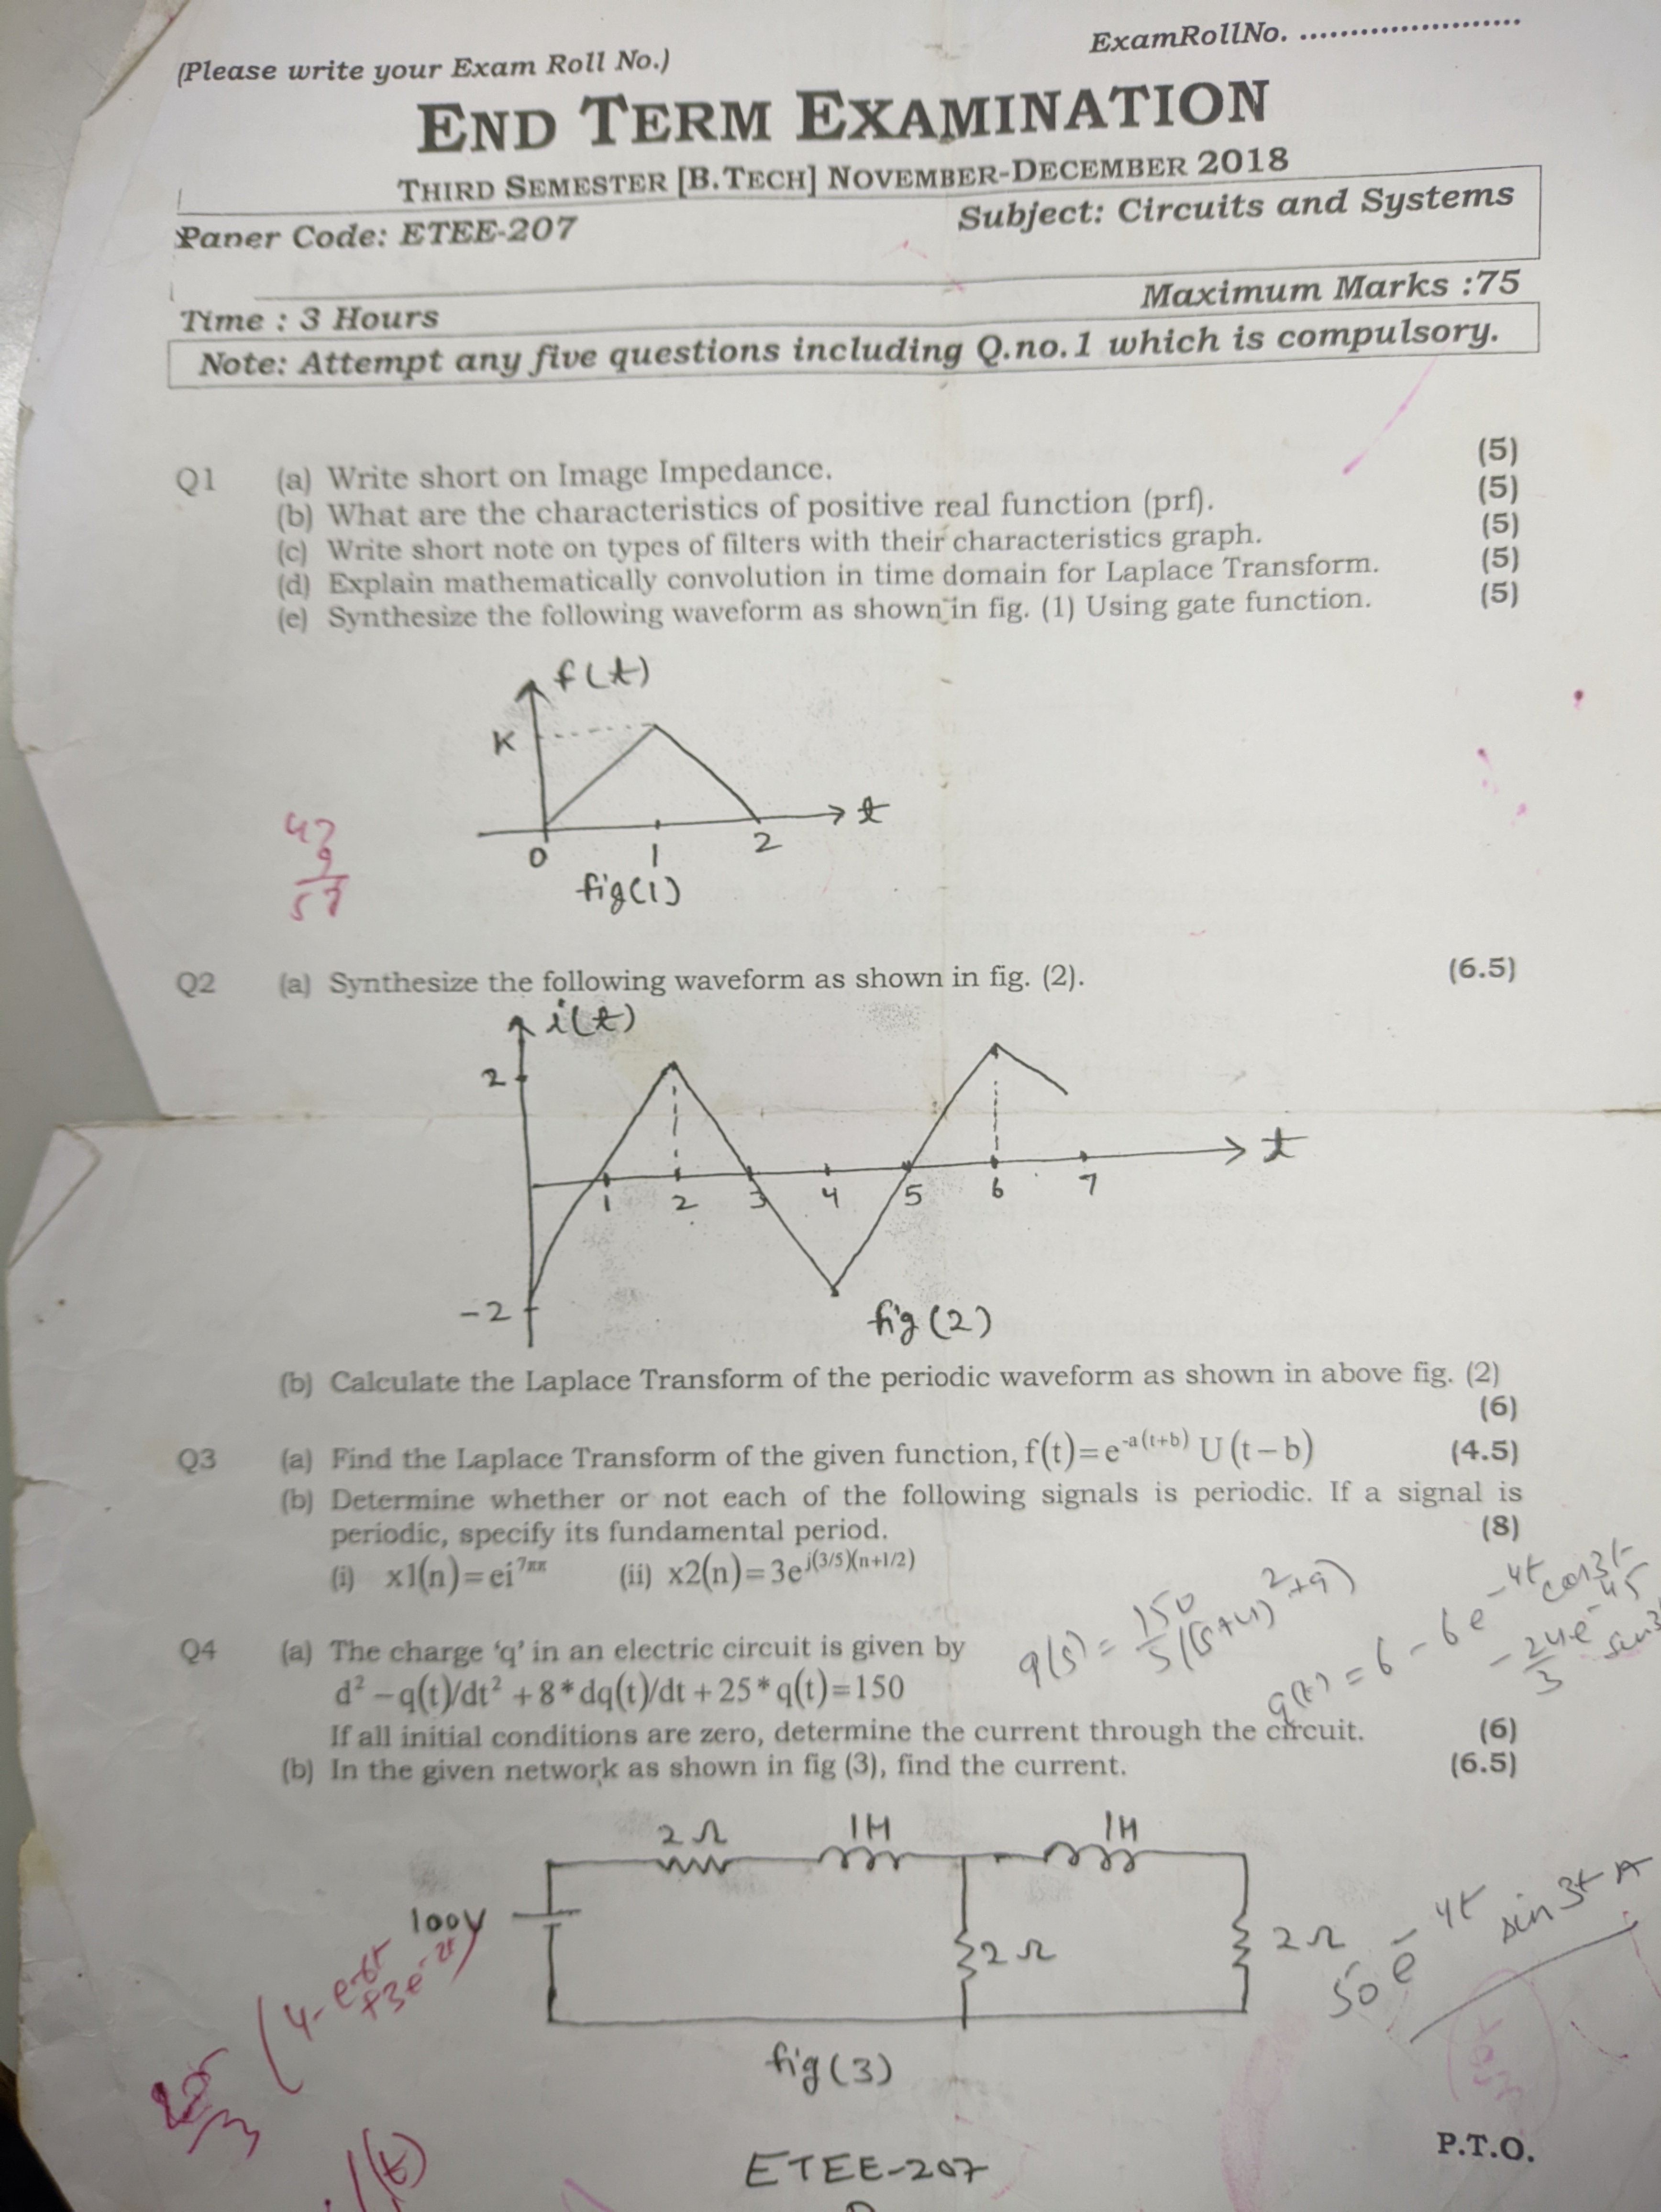 (Please write your Exam Roll No.)
ExamRollNo. ......................
END TERM EXAMINATION
THIRD SEMESTER [B.TECH] NOVEMBER-DECEMBER 2018
Paner Code: ETEE-207
Subject: Circuits and Systems
Time : 3 Hours
Maximum Marks :75
Note: Attempt any five questions including Q.no.1 which is compulsory.
Q1 (a) Write short on Image Impedance. (5)
(b) What are the characteristics of positive real function (prf). (5)
(c) Write short note on types of filters with their characteristics graph. (5)
(d) Explain mathematically convolution in time domain for Laplace Transform. (5)
(e) Synthesize the following waveform as shown in fig. (1) Using gate function. (5)
f(t)
K
t
0 1 2
fig(1)
43
9
57
Q2 (a) Synthesize the following waveform as shown in fig. (2). (6.5)
i(t)
2
t
1 2 3 4 5 6 7
-2
fig(2)
(b) Calculate the Laplace Transform of the periodic waveform as shown in above fig. (2)
(6)
Q3 (a) Find the Laplace Transform of the given function, f(t)=e^-a(t+b) U(t-b) (4.5)
(b) Determine whether or not each of the following signals is periodic. If a signal is
periodic, specify its fundamental period. (8)
(i) x1(n)=ei^7πn (ii) x2(n)=3e^j(3/5)(n+1/2)
q(s) = 150 / s((s+4)²+9)
q(t) = 6 - 6e^-4t cos3t
- 24/3 e^-4t sin3t
Q4 (a) The charge 'q' in an electric circuit is given by
d² – q(t)/dt² + 8* dq(t)/dt + 25* q(t)=150
If all initial conditions are zero, determine the current through the circuit. (6)
(b) In the given network as shown in fig (3), find the current. (6.5)
2Ω 1H 1H
100V
2Ω
2Ω
50 e^-4t sin 3t A
25/3 (4 - e^-6t + 3e^-2t)
fig(3)
i(t)
P.T.O.
ETEE-207